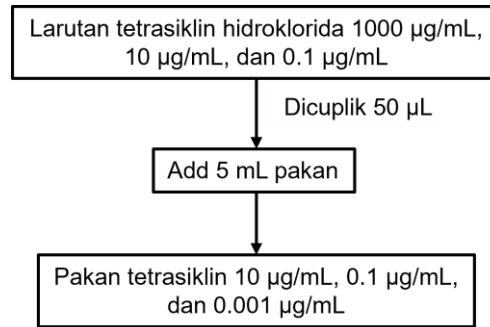 Larutan tetrasiklin hidroklorida 1000 µg/mL,
10 µg/mL, dan 0.1 µg/mL
Dicuplik 50 µL
Add 5 mL pakan
Pakan tetrasiklin 10 µg/mL, 0.1 µg/mL,
dan 0.001 µg/mL